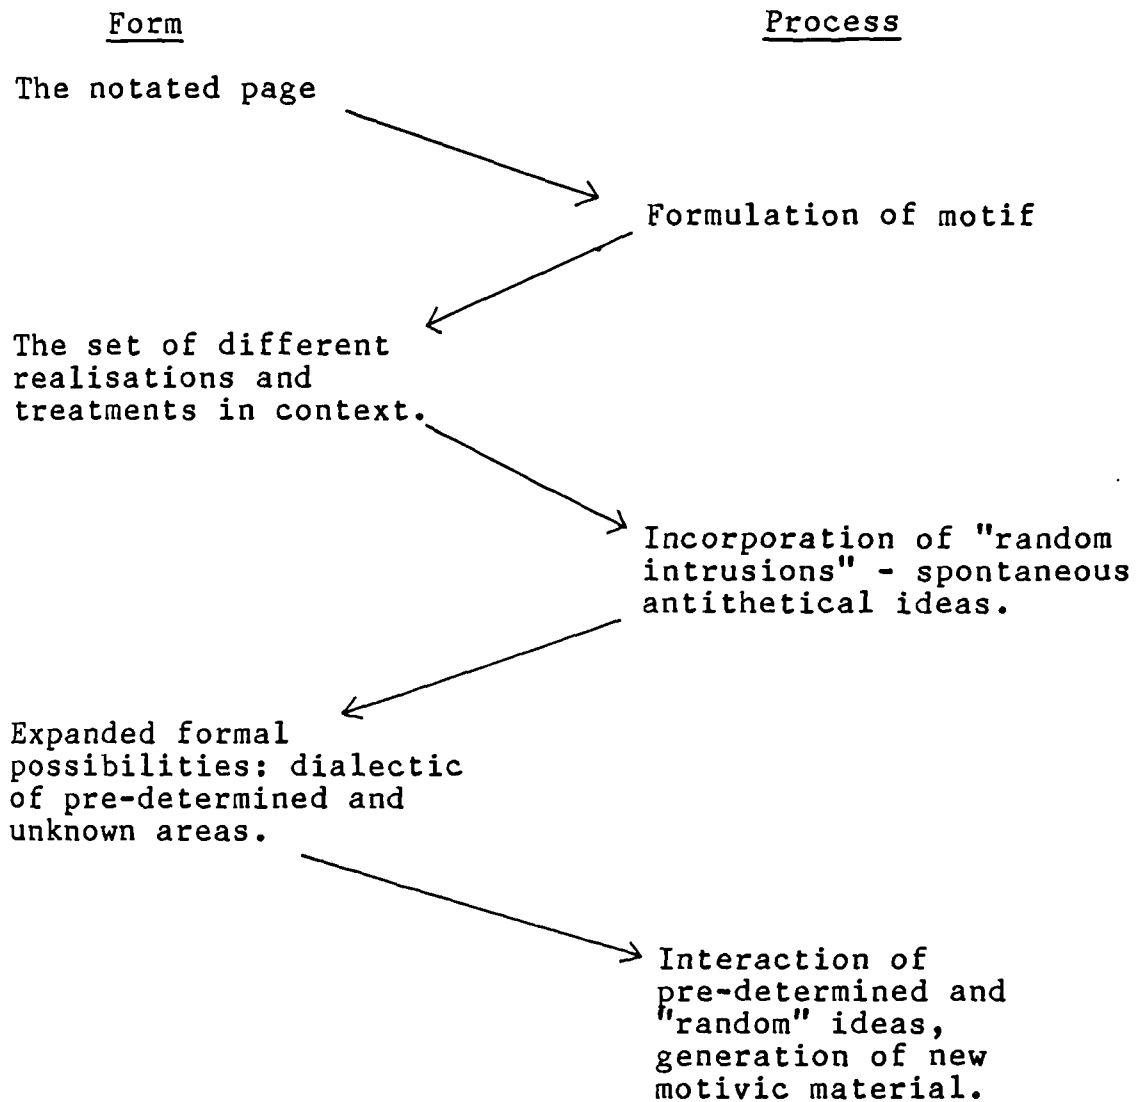 Form
Process
The notated page
Formulation of motif
The set of different
realisations and
treatments in context.
Incorporation of "random
intrusions" - spontaneous
antithetical ideas.
Expanded formal
possibilities: dialectic
of pre-determined and
unknown areas.
Interaction of
pre-determined and
"random" ideas,
generation of new
motivic material.